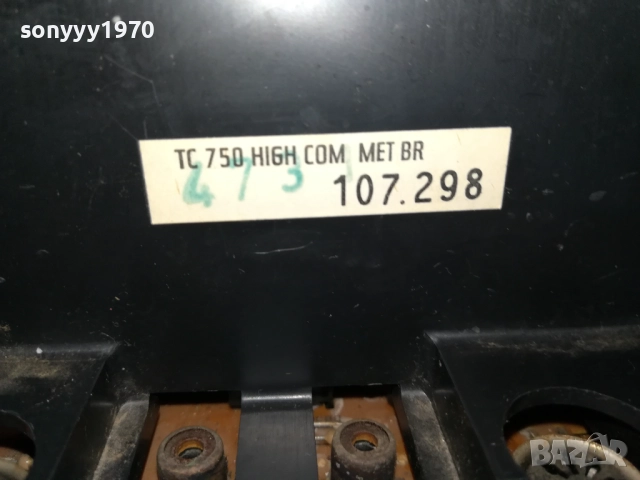 sonyyy1970
TC 750 HIGH COM MET BR
473
107.298
BAZAR